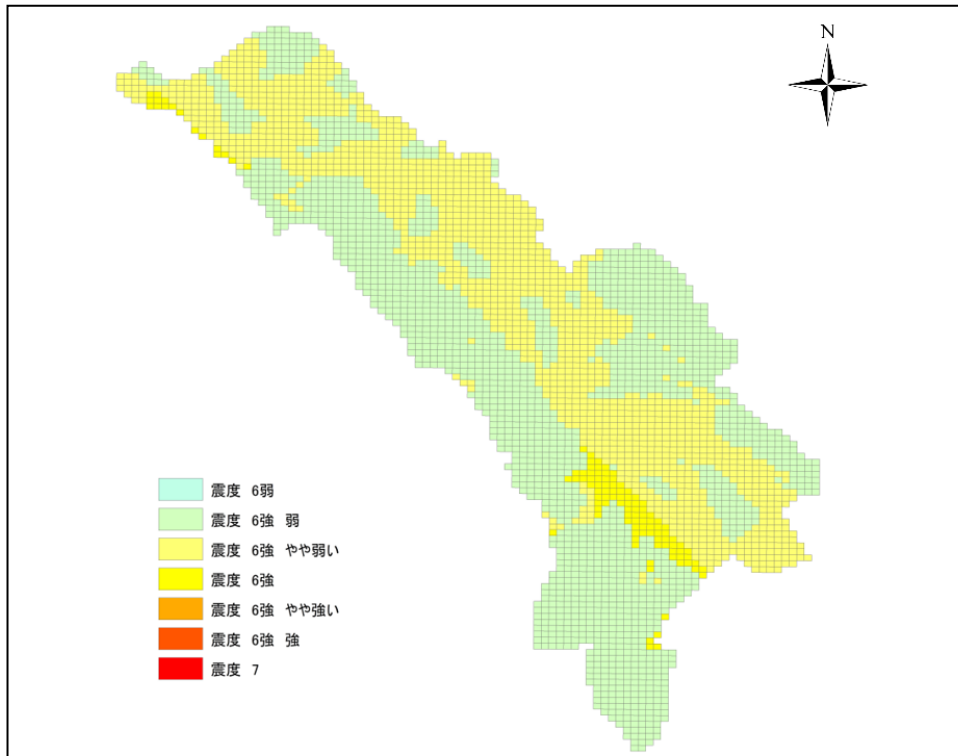 N
震度 6弱
震度 6強 弱
震度 6強 やや弱い
震度 6強
震度 6強 やや強い
震度 6強 強
震度 7